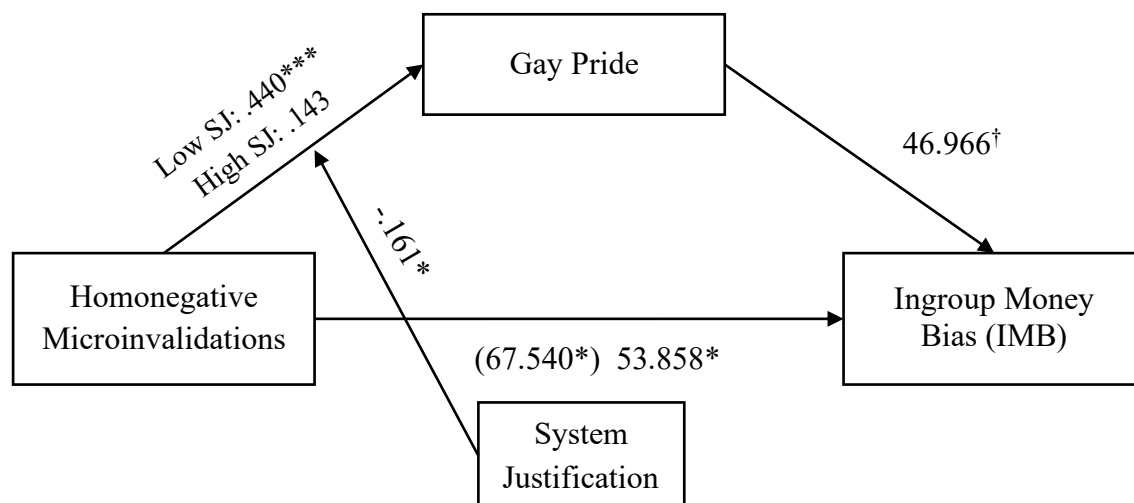 Gay Pride
Low SJ: .440***
High SJ: .143
46.966†
-.161*
Homonegative
Microinvalidations
Ingroup Money
Bias (IMB)
(67.540*) 53.858*
System
Justification